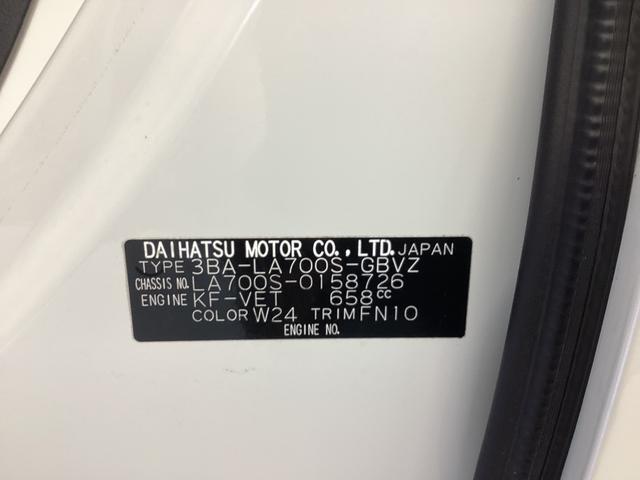 DAIHATSU MOTOR CO., LTD. JAPAN
TYPE 3BA-LA700S-GBVZ
CHASSIS NO. LA700S-0158726
ENGINE KF-VET 658cc
COLOR W24 TRIM FN10
ENGINE NO.